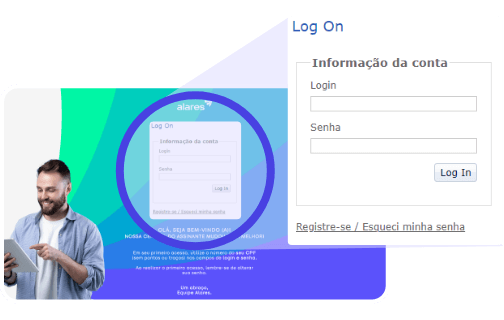 Log On
Informação da conta
Login
Senha
Log In
Registre-se / Esqueci minha senha
alares
Log On
Informação da conta
Login
Senha
Log In
Registre-se / Esqueci minha senha
OLÁ, SEJA BEM-VINDO
NOSSA
Em seu primeiro acesso, utilize o número do seu CPF
(sem pontos ou traços) nos campos de login e senha.
Ao realizar o primeiro acesso, lembre-se de alterar
sua senha.
Um abraço,
Equipe Alares.